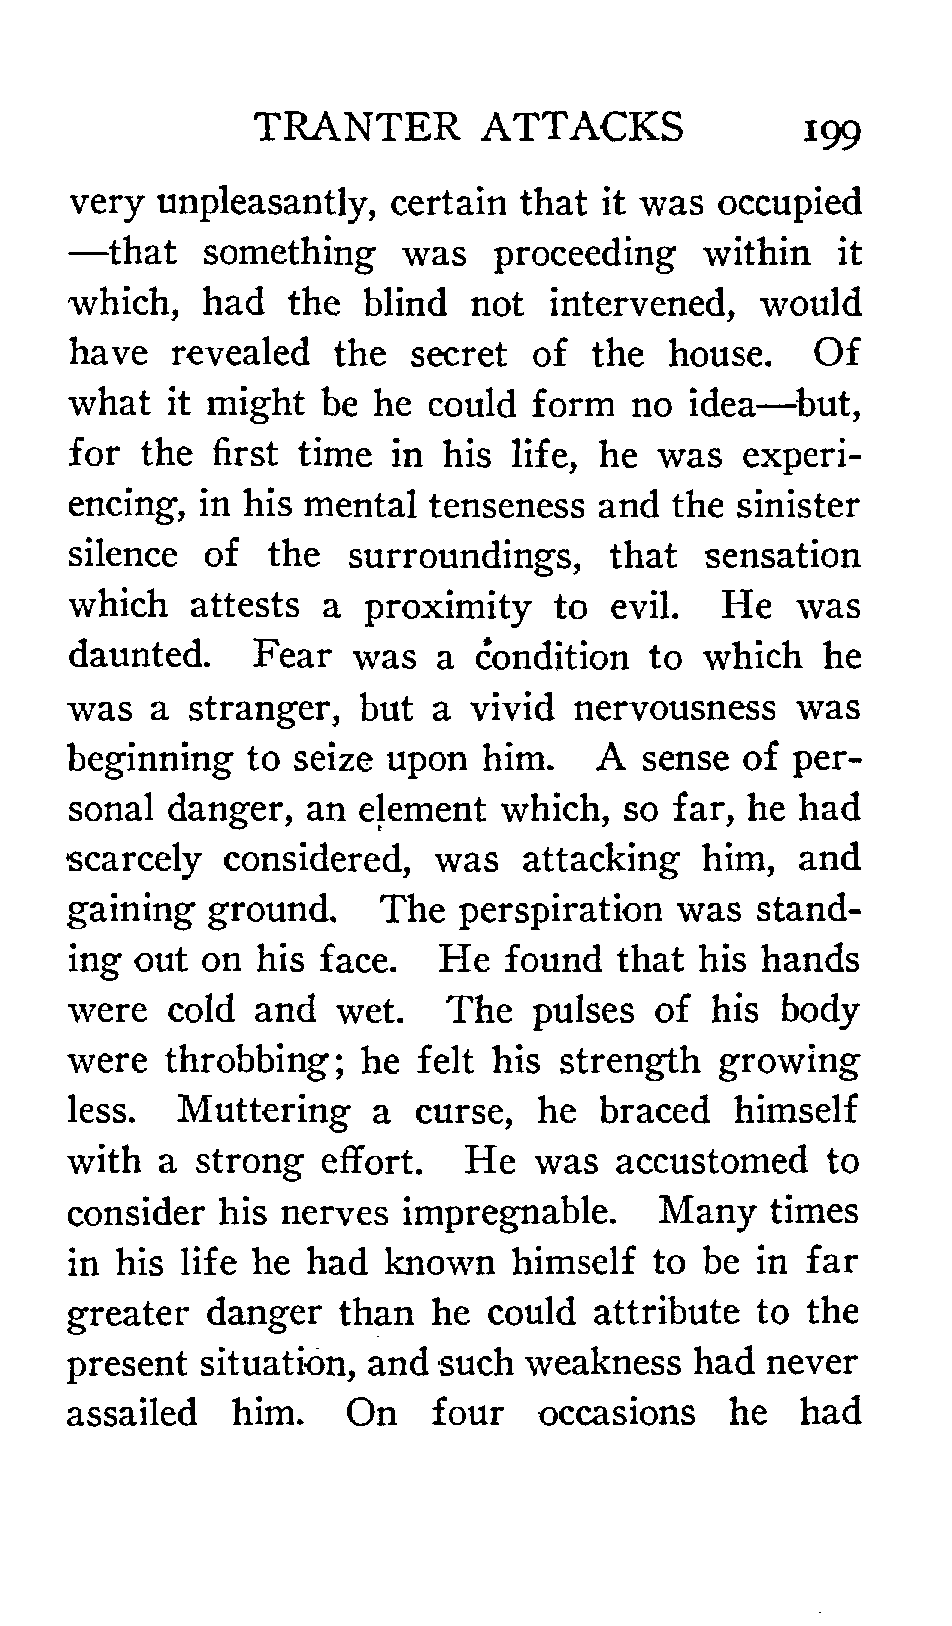 TRANTER ATTACKS 199
very unpleasantly, certain that it was occupied
—that something was proceeding within it
which, had the blind not intervened, would
have revealed the secret of the house. Of
what it might be he could form no idea—but,
for the first time in his life, he was experi-
encing, in his mental tenseness and the sinister
silence of the surroundings, that sensation
which attests a proximity to evil. He was
daunted. Fear was a condition to which he
was a stranger, but a vivid nervousness was
beginning to seize upon him. A sense of per-
sonal danger, an element which, so far, he had
scarcely considered, was attacking him, and
gaining ground. The perspiration was stand-
ing out on his face. He found that his hands
were cold and wet. The pulses of his body
were throbbing; he felt his strength growing
less. Muttering a curse, he braced himself
with a strong effort. He was accustomed to
consider his nerves impregnable. Many times
in his life he had known himself to be in far
greater danger than he could attribute to the
present situation, and such weakness had never
assailed him. On four occasions he had